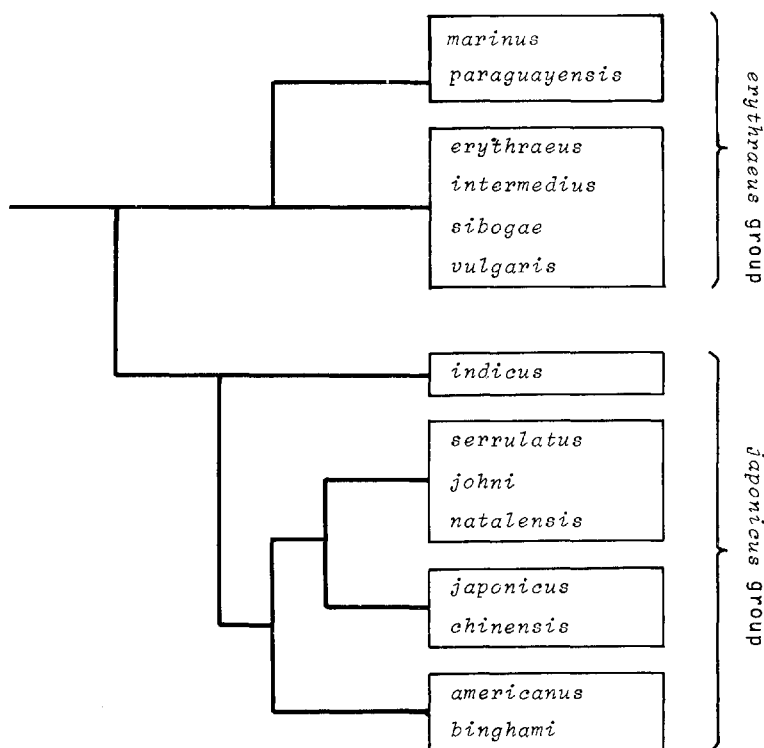 marinus
paraguayensis
erythraeus
intermedius
sibogae
vulgaris
erythraeus group
indicus
serrulatus
johni
natalensis
japonicus
chinensis
americanus
binghami
japonicus group